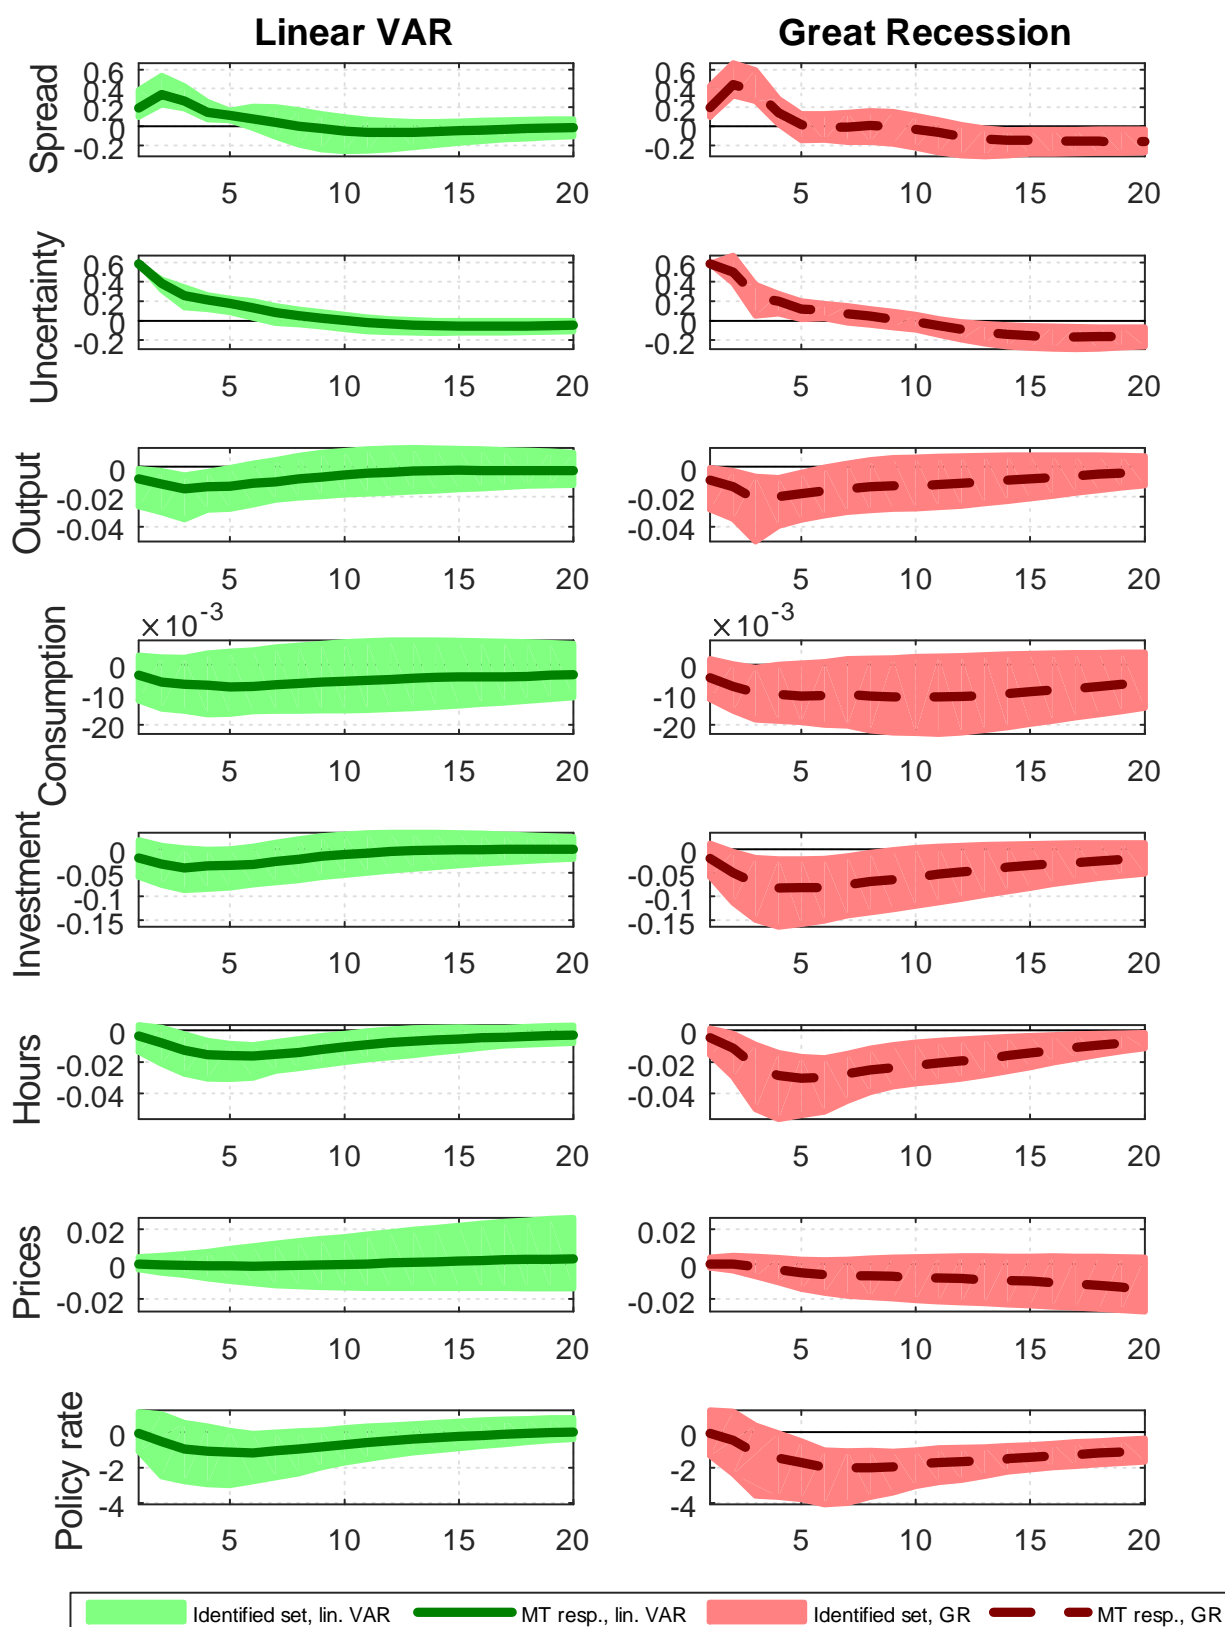 Linear VAR
Great Recession
Spread
0.6
0.4
0.2
0
-0.2
5 10 15 20
0.6
0.4
0.2
0
-0.2
5 10 15 20
Uncertainty
0.6
0.4
0.2
0
-0.2
5 10 15 20
0.6
0.4
0.2
0
-0.2
5 10 15 20
Output
0
-0.02
-0.04
5 10 15 20
0
-0.02
-0.04
5 10 15 20
Consumption
×10⁻³
0
-10
-20
5 10 15 20
×10⁻³
0
-10
-20
5 10 15 20
Investment
0
-0.05
-0.1
-0.15
5 10 15 20
0
-0.05
-0.1
-0.15
5 10 15 20
Hours
0
-0.02
-0.04
5 10 15 20
0
-0.02
-0.04
5 10 15 20
Prices
0.02
0
-0.02
5 10 15 20
0.02
0
-0.02
5 10 15 20
Policy rate
0
-2
-4
5 10 15 20
0
-2
-4
5 10 15 20
Identified set, lin. VAR MT resp., lin. VAR Identified set, GR MT resp., GR